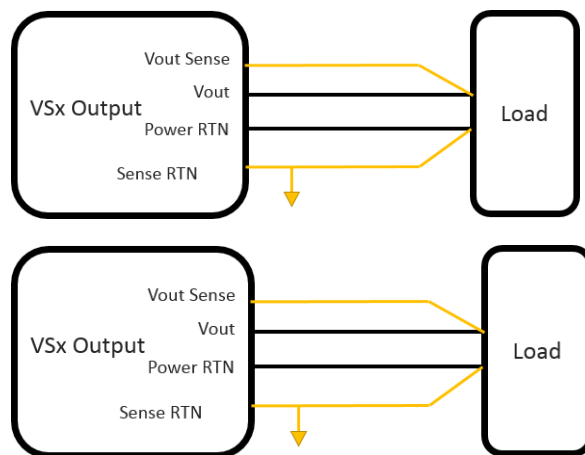 Vout Sense
Vout
VSx Output
Load
Power RTN
Sense RTN
Vout Sense
Vout
VSx Output
Load
Power RTN
Sense RTN